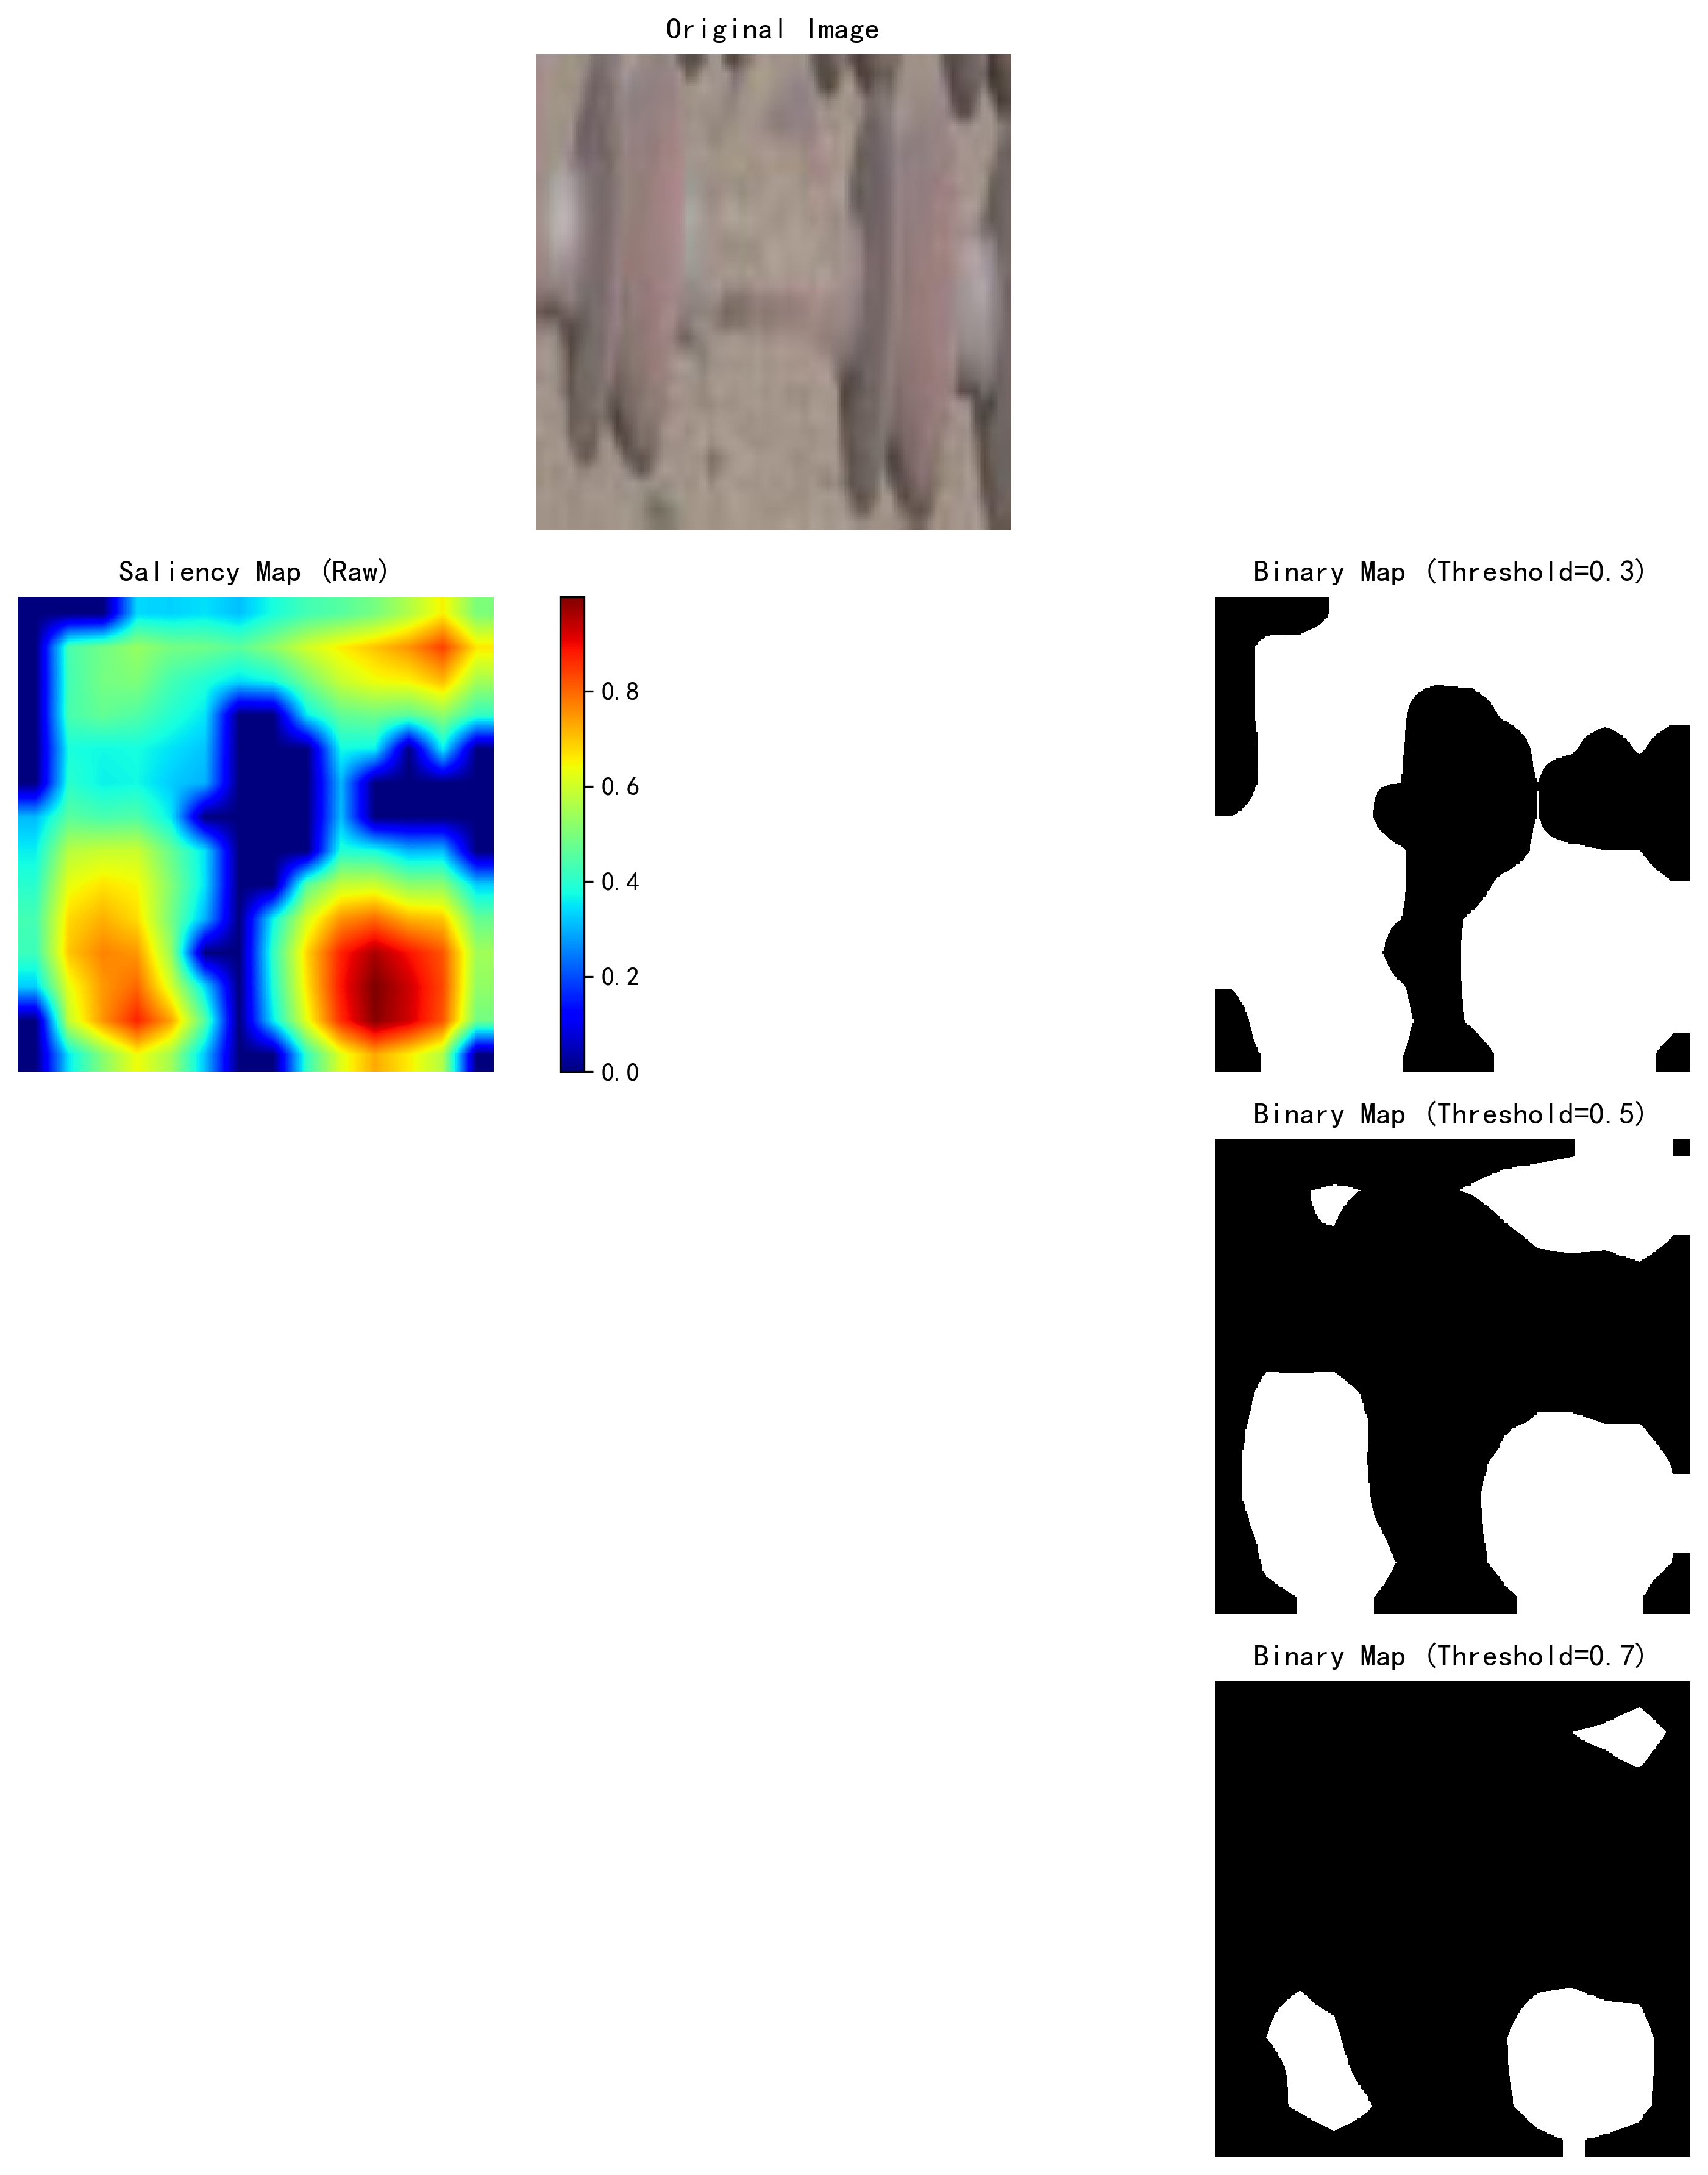 Original Image
Saliency Map (Raw)
Binary Map (Threshold=0.3)
0.8
0.6
0.4
0.2
0.0
Binary Map (Threshold=0.5)
Binary Map (Threshold=0.7)